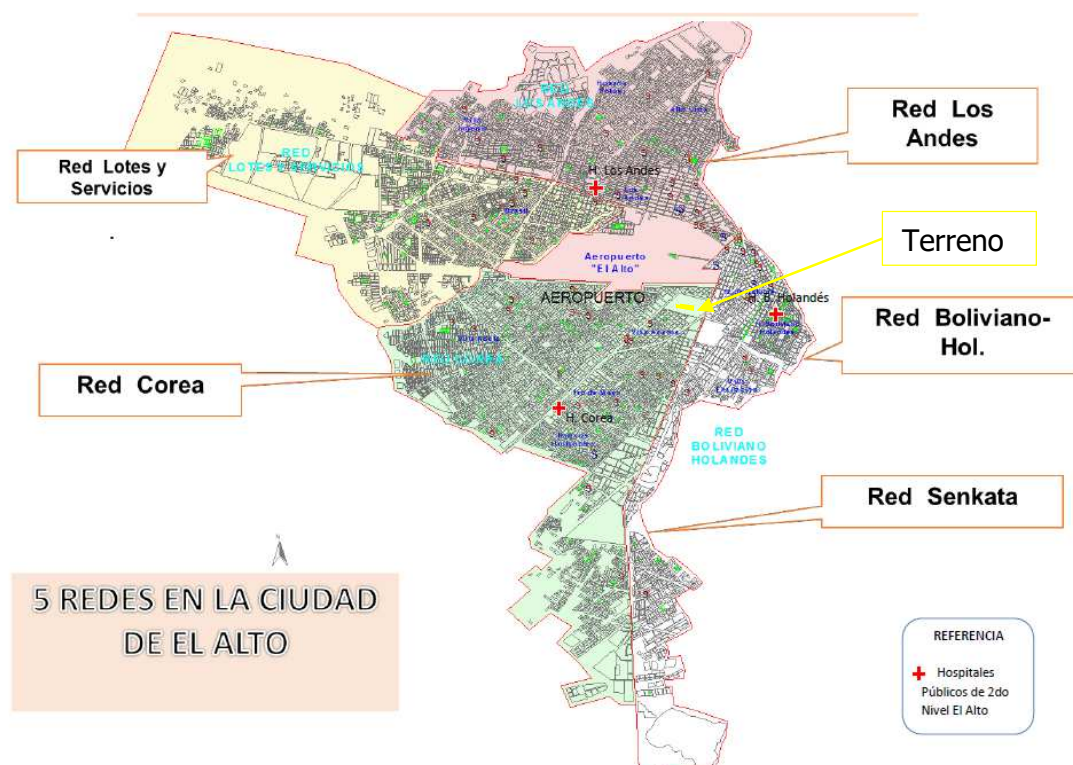 Red Los
Andes
RED
LOS ANDES
Red Lotes y
Servicios
RED
LOTES Y SERVICIOS
H. Los Andes
Brasil
Terreno
Aeropuerto
"El Alto"
AEROPUERTO
H. B. Holandés
Red Boliviano-
Hol.
Red Corea
H. Corea
RED
BOLIVIANO
HOLANDES
Red Senkata
5 REDES EN LA CIUDAD
DE EL ALTO
REFERENCIA
Hospitales
Públicos de 2do
Nivel El Alto